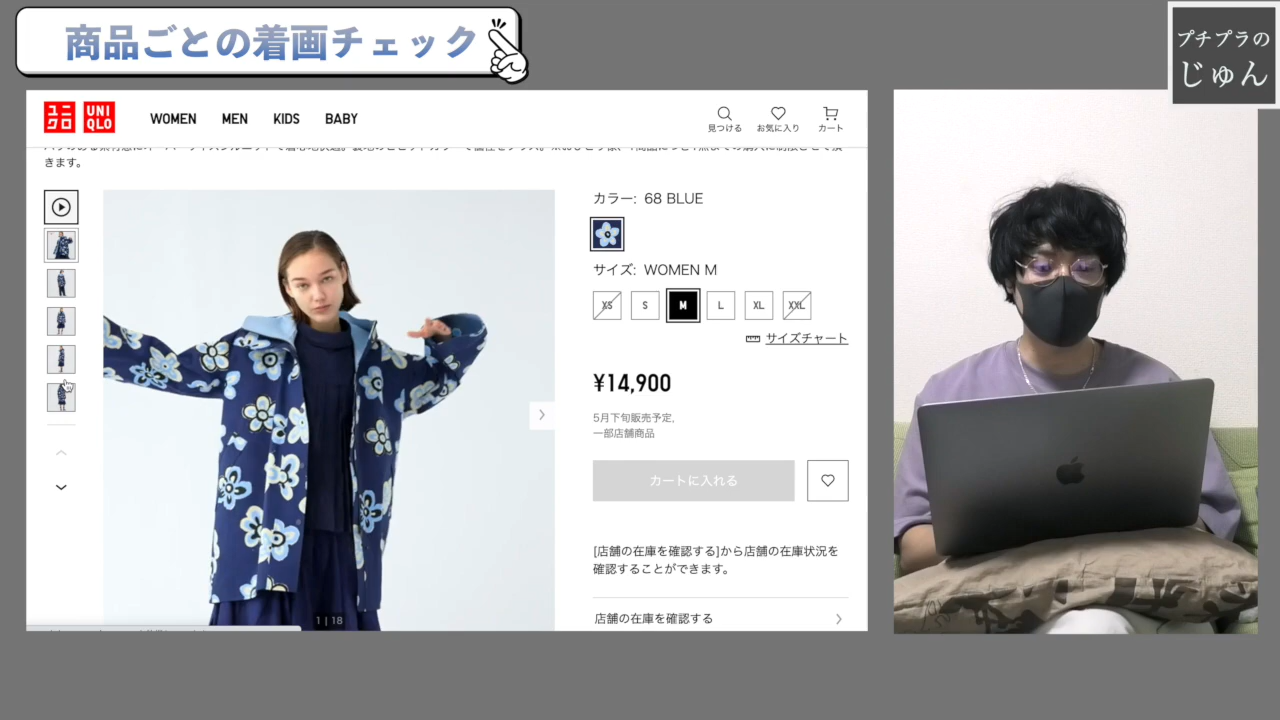 商品ごとの着画チェック
プチプラの
じゅん
ユニ
クロ
UNI
QLO
WOMEN
MEN
KIDS
BABY
見つける
お気に入り
カート
きます。
カラー: 68 BLUE
サイズ: WOMEN M
XS
S
M
L
XL
XXL
サイズチャート
¥14,900
5月下旬販売予定,
一部店舗商品
カートに入れる
[店舗の在庫を確認する]から店舗の在庫状況を
確認することができます。
店舗の在庫を確認する
1 | 18